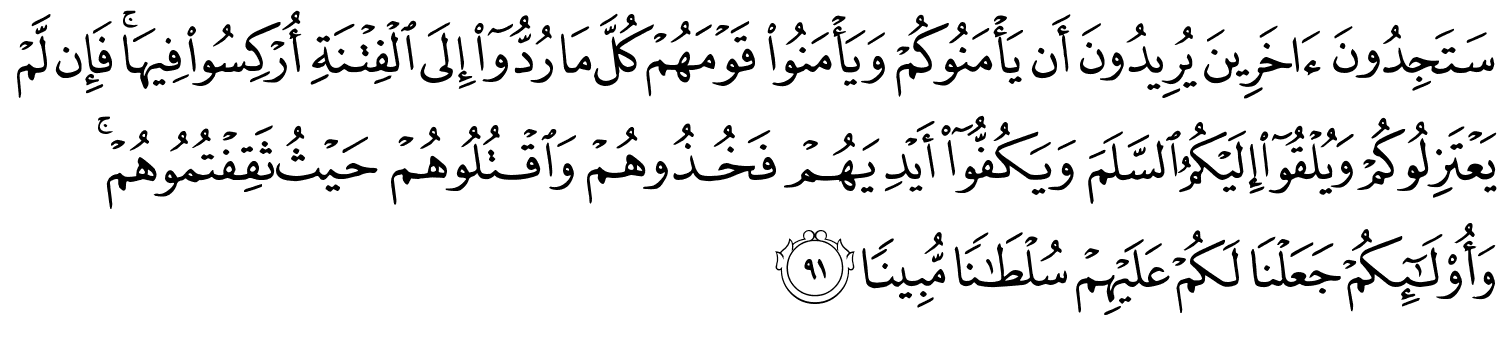 سَتَجِدُونَ ءَاخَرِينَ يُرِيدُونَ أَن يَأْمَنُوكُمْ وَيَأْمَنُوا۟ قَوْمَهُمْ كُلَّ مَا رُدُّوٓا۟ إِلَى ٱلْفِتْنَةِ أُرْكِسُوا۟ فِيهَا ۚ فَإِن لَّمْ
يَعْتَزِلُوكُمْ وَيُلْقُوٓا۟ إِلَيْكُمُ ٱلسَّلَمَ وَيَكُفُّوٓا۟ أَيْدِيَهُمْ فَخُذُوهُمْ وَٱقْتُلُوهُمْ حَيْثُ ثَقِفْتُمُوهُمْ ۚ
وَأُو۟لَـٰٓئِكُمْ جَعَلْنَا لَكُمْ عَلَيْهِمْ سُلْطَـٰنًا مُّبِينًا ٩١